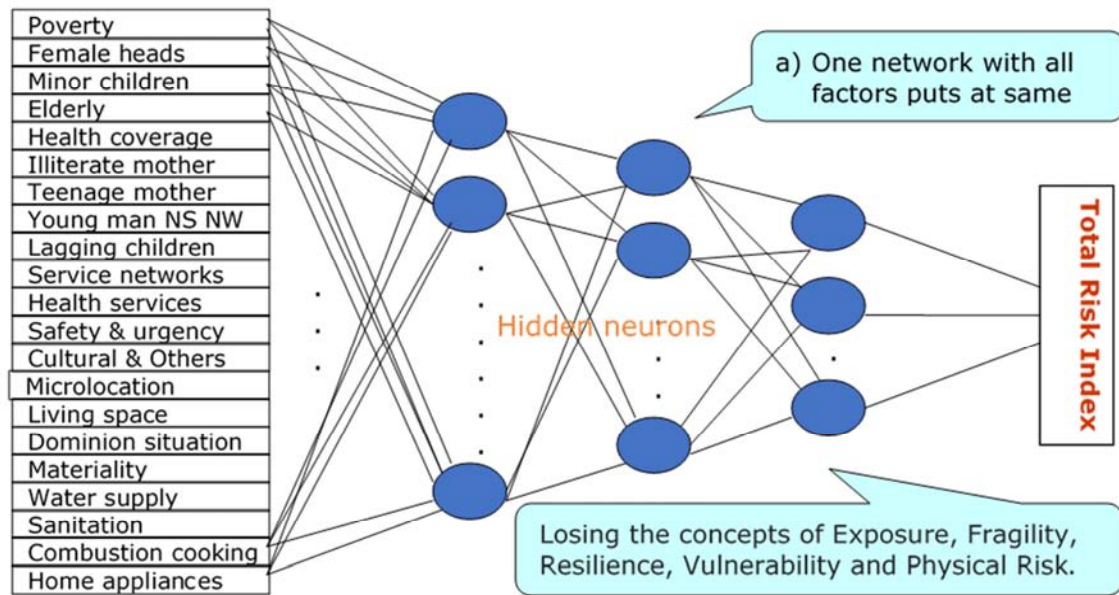 Poverty
Female heads
Minor children
Elderly
Health coverage
Illiterate mother
Teenage mother
Young man NS NW
Lagging children
Service networks
Health services
Safety & urgency
Cultural & Others
Microlocation
Living space
Dominion situation
Materiality
Water supply
Sanitation
Combustion cooking
Home appliances
a) One network with all
factors puts at same
Hidden neurons
Total Risk Index
Losing the concepts of Exposure, Fragility,
Resilience, Vulnerability and Physical Risk.